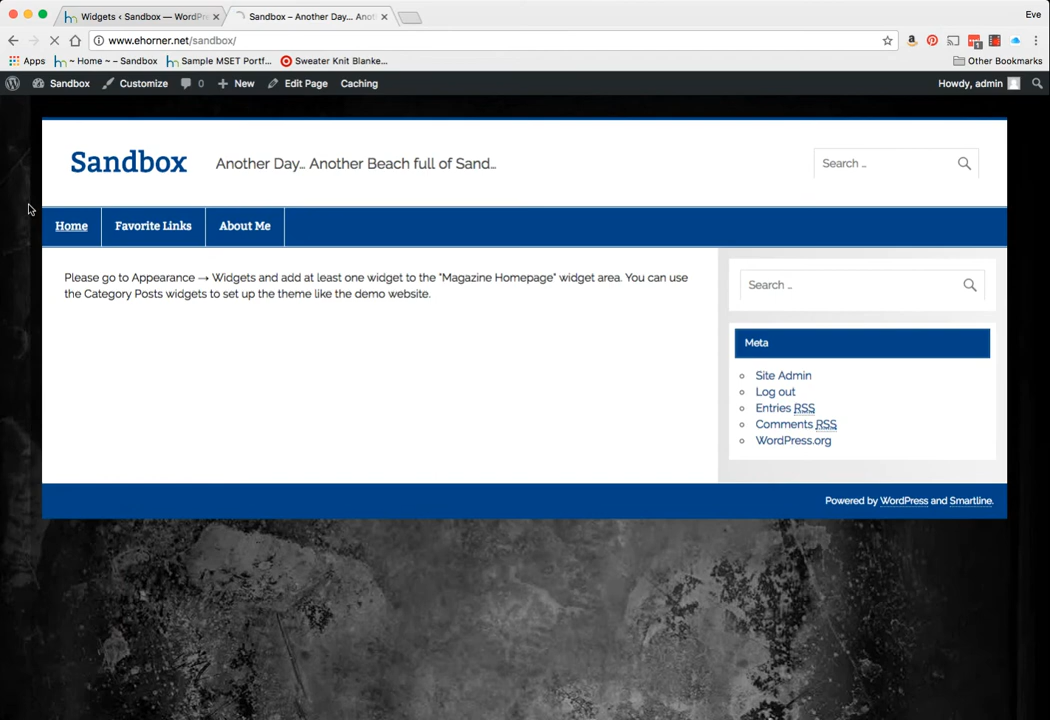 Widgets ‹ Sandbox — WordPr
Sandbox – Another Day... Ano
Eve
www.ehorner.net/sandbox/
Apps
~ Home ~ – Sandbox
Sample MSET Portf...
Sweater Knit Blanke...
Other Bookmarks
Sandbox
Customize
0
New
Edit Page
Caching
Howdy, admin
Sandbox
Another Day... Another Beach full of Sand...
Search ...
Home
Favorite Links
About Me
Please go to Appearance → Widgets and add at least one widget to the "Magazine Homepage" widget area. You can use
the Category Posts widgets to set up the theme like the demo website.
Search ...
Meta
Site Admin
Log out
Entries RSS
Comments RSS
WordPress.org
Powered by WordPress and Smartline.